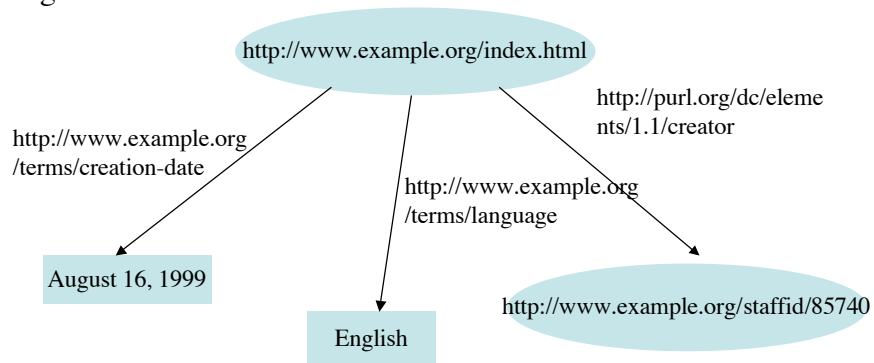 http://www.example.org/index.html
http://purl.org/dc/eleme
nts/1.1/creator
http://www.example.org
/terms/creation-date
http://www.example.org
/terms/language
August 16, 1999
http://www.example.org/staffid/85740
English